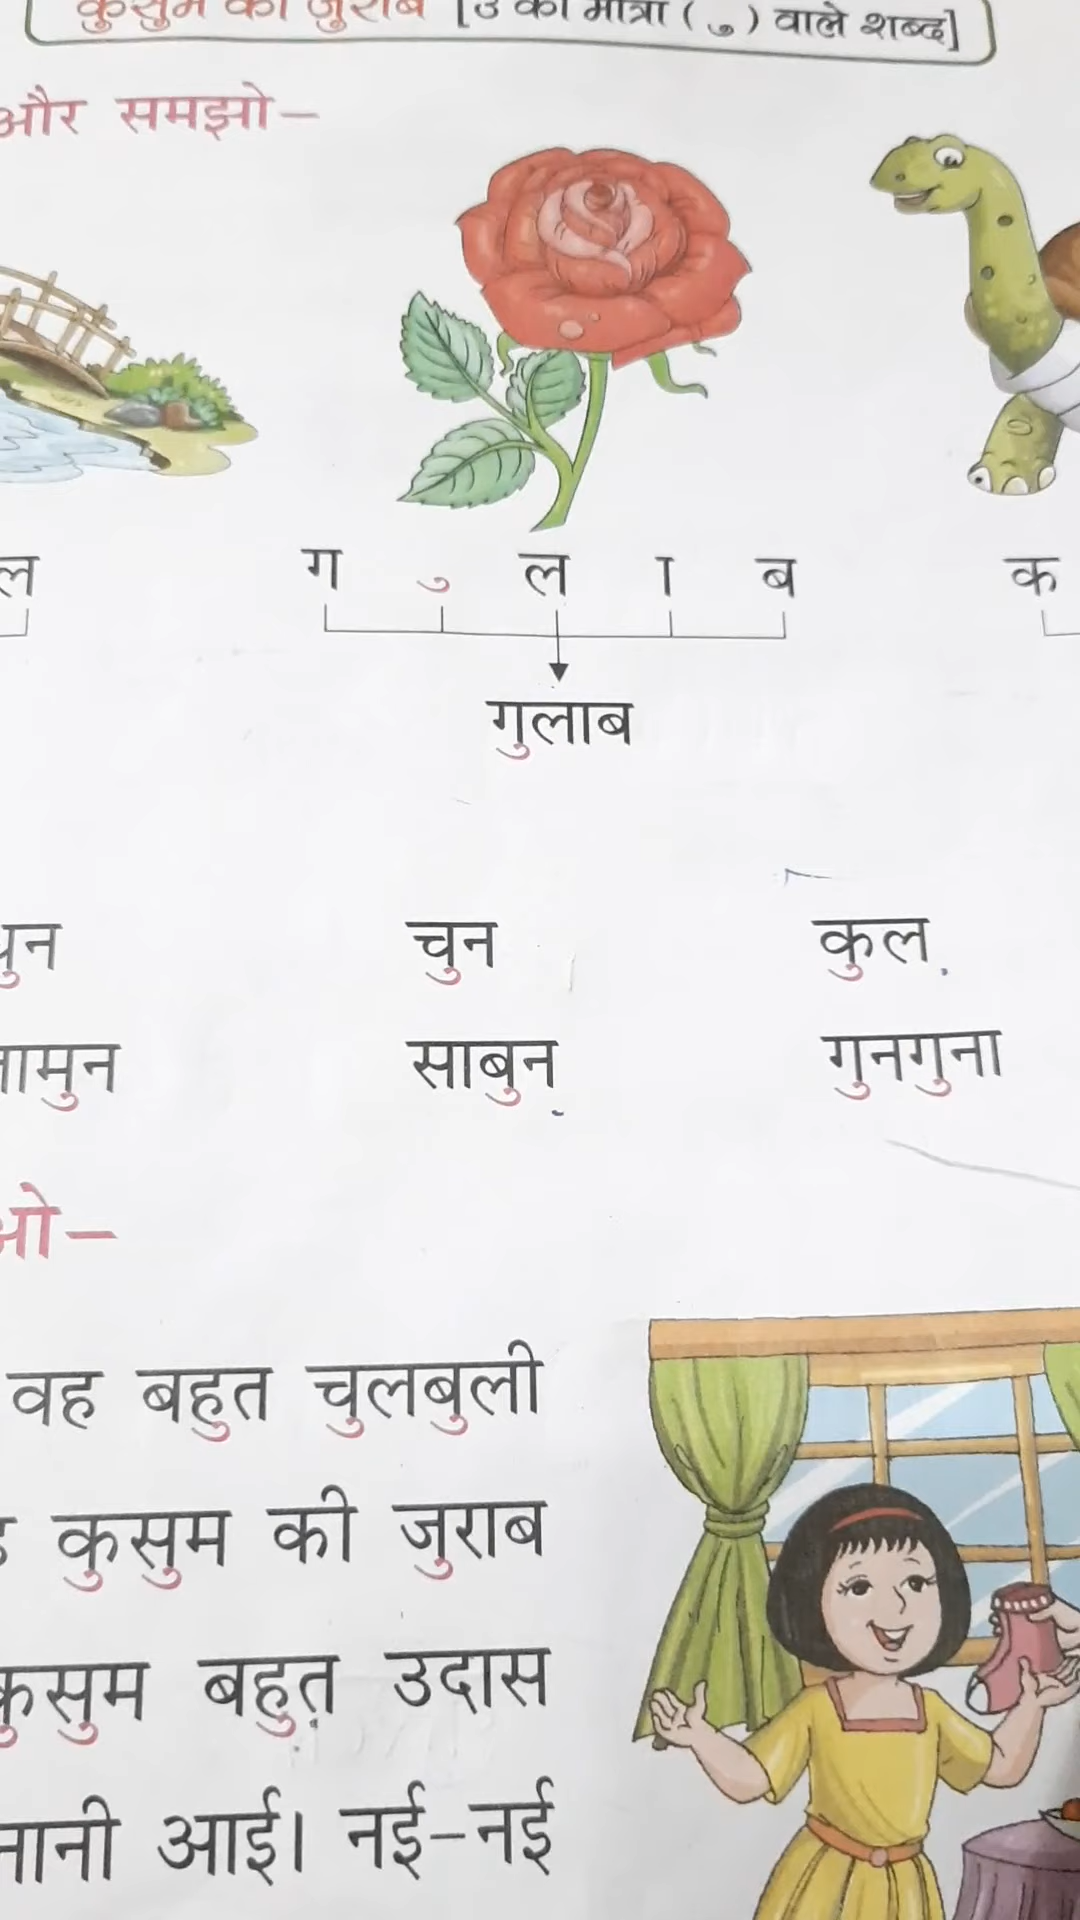 कुसुम की जुराब [उ की मात्रा ( ु ) वाले शब्द]
और समझो—
ल ग ु ल ा ब क
गुलाब
चुन कुल
साबुन गुनगुना
वह बहुत चुलबुली
कुसुम की जुराब
कुसुम बहुत उदास
नानी आई। नई-नई